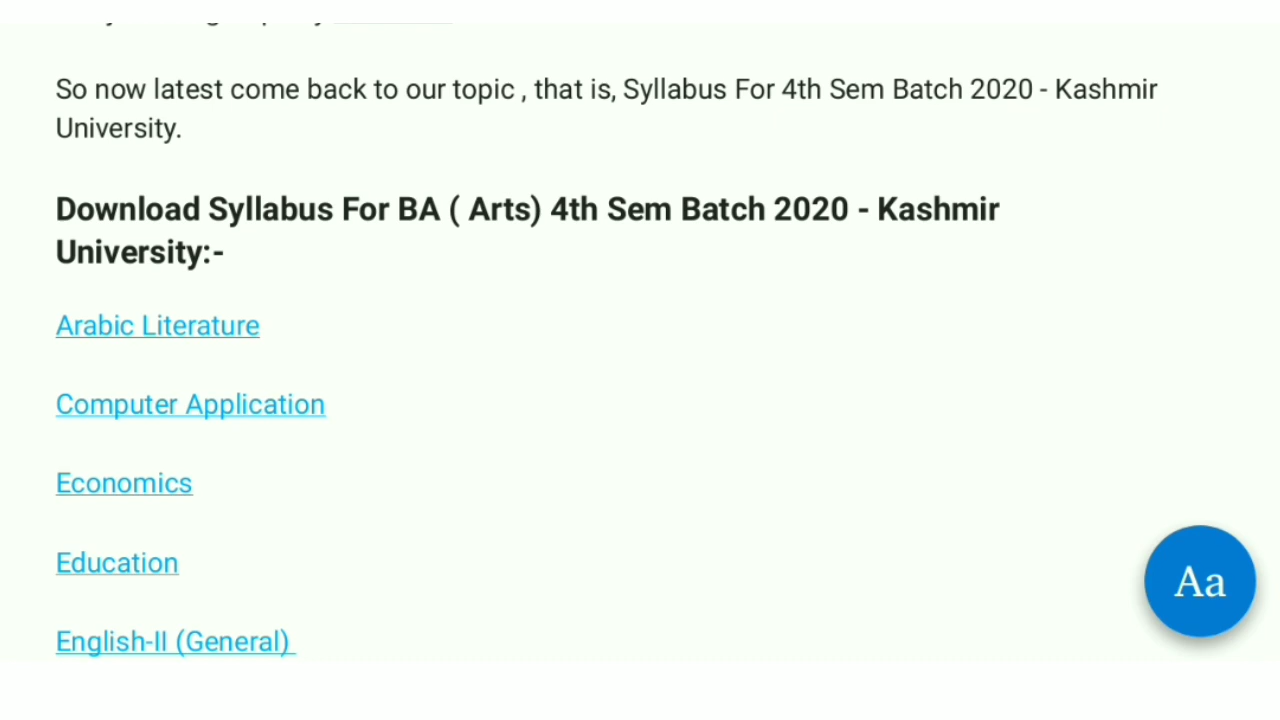 So now latest come back to our topic , that is, Syllabus For 4th Sem Batch 2020 - Kashmir
University.
Download Syllabus For BA ( Arts) 4th Sem Batch 2020 - Kashmir
University:-
Arabic Literature
Computer Application
Economics
Education
Aa
English-II (General)